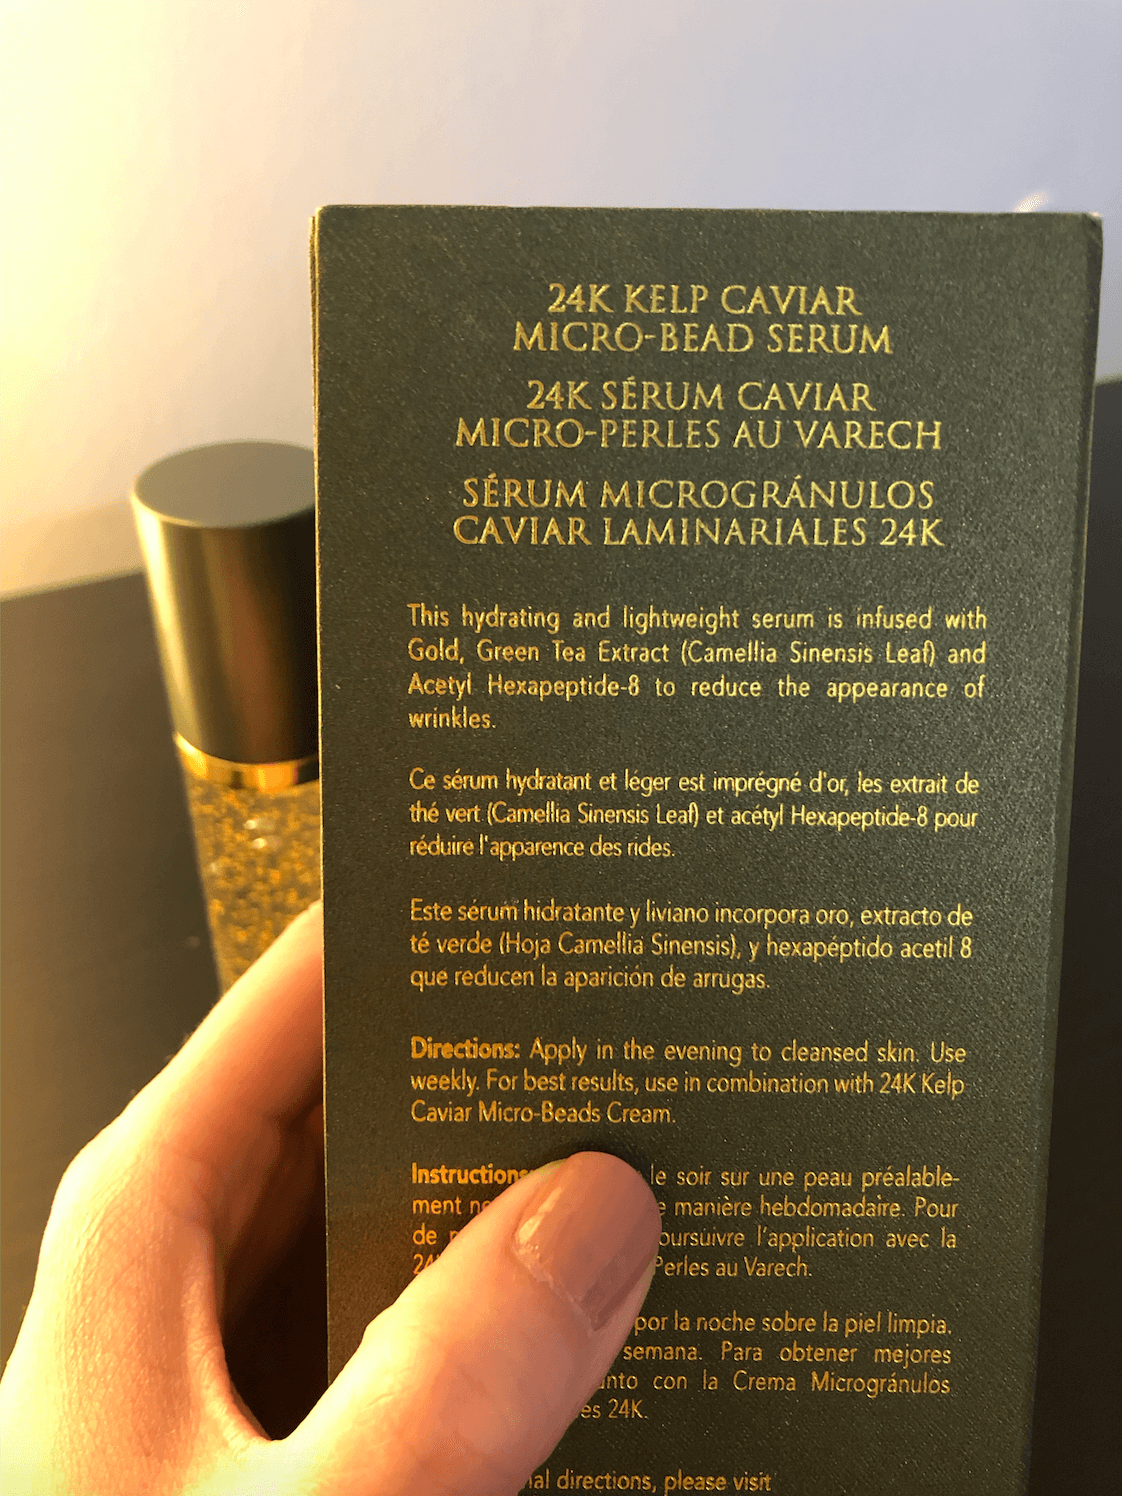 24K KELP CAVIAR
MICRO-BEAD SERUM
24K SÉRUM CAVIAR
MICRO-PERLES AU VARECH
SÉRUM MICROGRÁNULOS
CAVIAR LAMINARIALES 24K
This hydrating and lightweight serum is infused with
Gold, Green Tea Extract (Camellia Sinensis Leaf) and
Acetyl Hexapeptide-8 to reduce the appearance of
wrinkles.
Ce sérum hydratant et léger est imprégné d'or, les extrait de
thé vert (Camellia Sinensis Leaf) et acétyl Hexapeptide-8 pour
réduire l'apparence des rides.
Este sérum hidratante y liviano incorpora oro, extracto de
té verde (Hoja Camellia Sinensis), y hexapéptido acetil 8
que reducen la aparición de arrugas.
Directions: Apply in the evening to cleansed skin. Use
weekly. For best results, use in combination with 24K Kelp
Caviar Micro-Beads Cream.
Instructions le soir sur une peau préalable-
ment manière hebdomadaire. Pour
de l'application avec la
Perles au Varech.
por la noche sobre la piel limpia.
semana. Para obtener mejores
con la Crema Microgránulos
24K.
directions, please visit